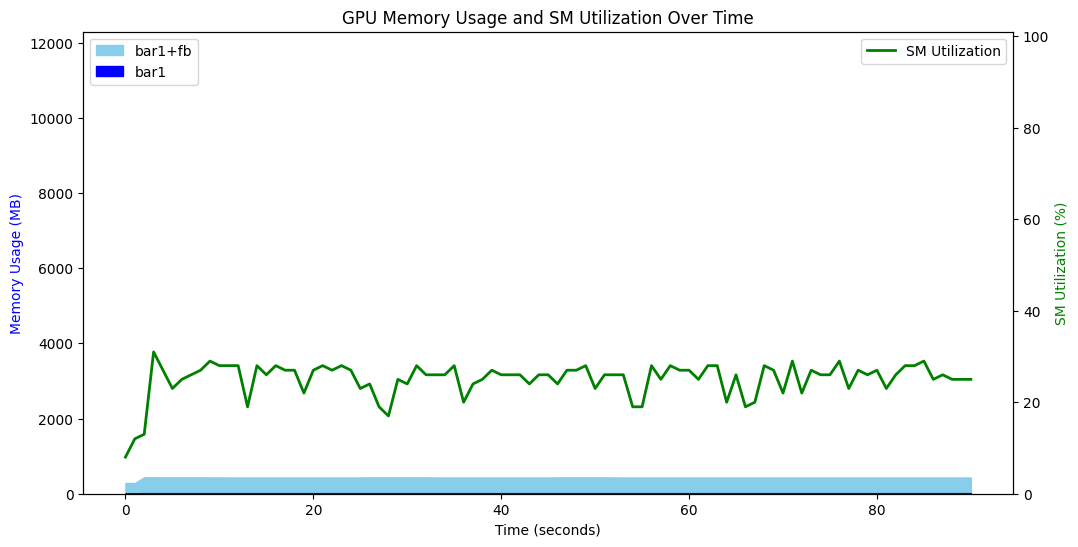 GPU Memory Usage and SM Utilization Over Time
bar1+fb
bar1
SM Utilization
Memory Usage (MB)
12000
10000
8000
6000
4000
2000
0
SM Utilization (%)
100
80
60
40
20
0
0 20 40 60 80
Time (seconds)